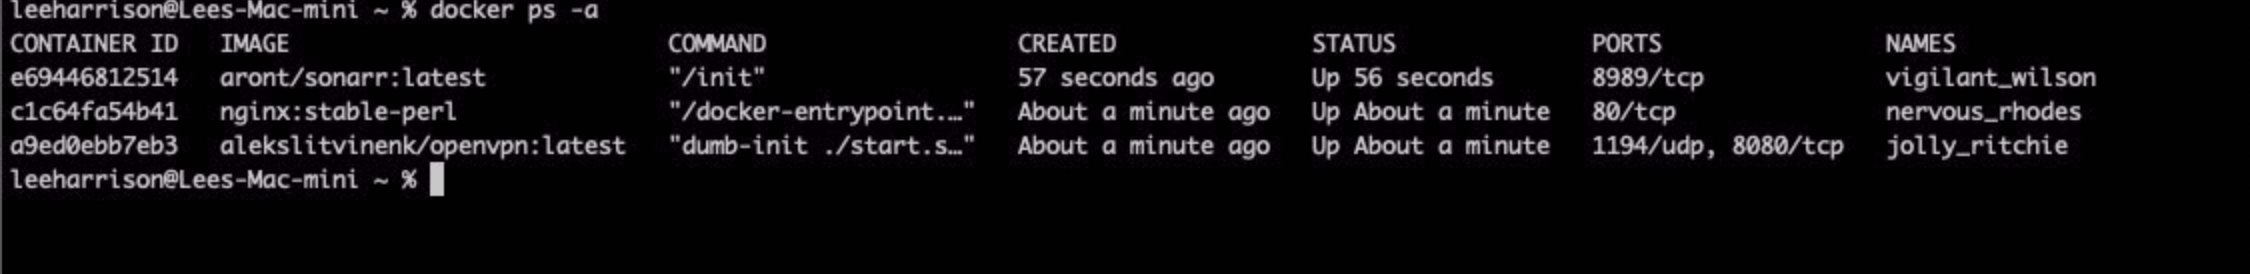 leeharrison@Lees-Mac-mini ~ % docker ps -a
CONTAINER ID   IMAGE                           COMMAND                  CREATED              STATUS              PORTS                NAMES
e69446812514   aront/sonarr:latest             "/init"                  57 seconds ago       Up 56 seconds       8989/tcp             vigilant_wilson
c1c64fa54b41   nginx:stable-perl               "/docker-entrypoint.…"   About a minute ago   Up About a minute   80/tcp               nervous_rhodes
a9ed0ebb7eb3   alekslitvinenk/openvpn:latest   "dumb-init ./start.s…"   About a minute ago   Up About a minute   1194/udp, 8080/tcp   jolly_ritchie
leeharrison@Lees-Mac-mini ~ %